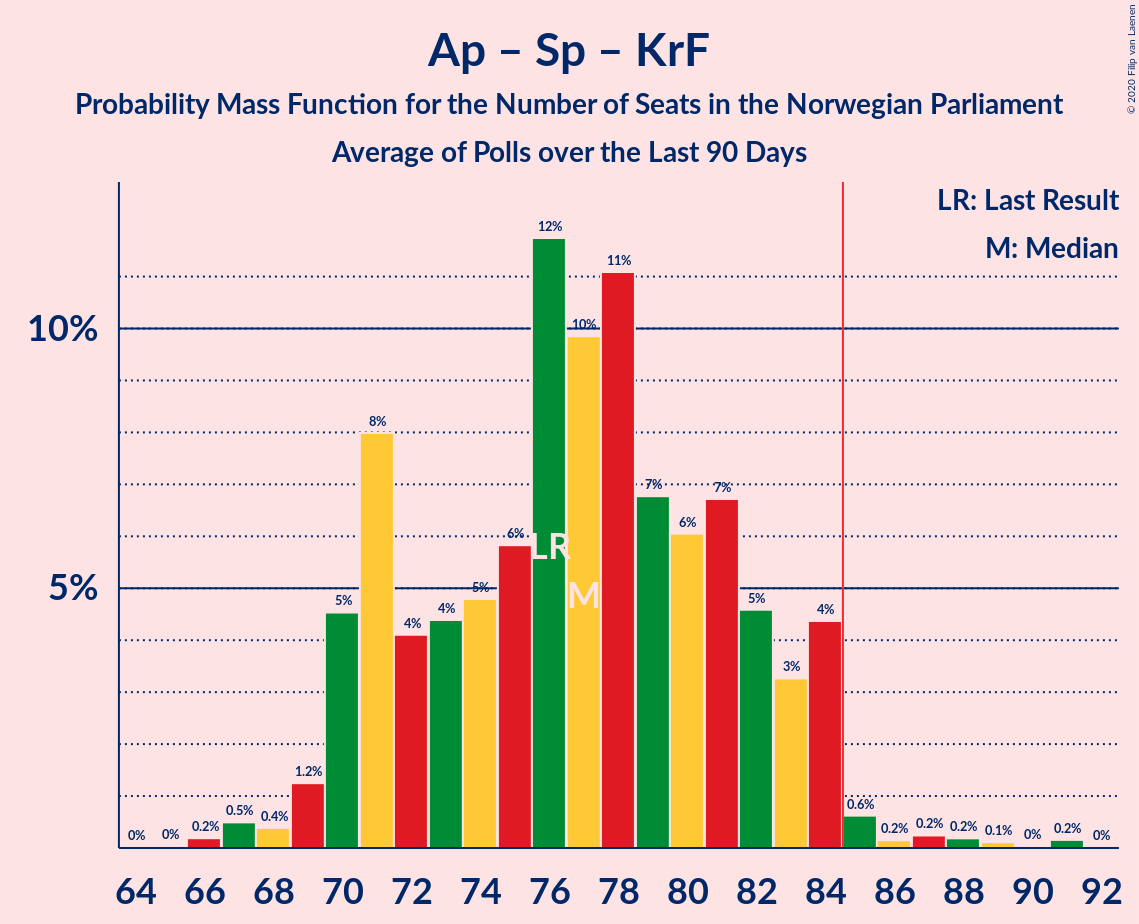 Ap – Sp – KrF
Probability Mass Function for the Number of Seats in the Norwegian Parliament
Average of Polls over the Last 90 Days
© 2020 Filip van Laenen
LR: Last Result
M: Median
10%
5%
0% 0% 0.2% 0.5% 0.4% 1.2% 5% 8% 4% 4% 5% 6% 12% 10% 11% 7% 6% 7% 5% 3% 4% 0.6% 0.2% 0.2% 0.2% 0.1% 0% 0.2% 0%
LR
M
64 66 68 70 72 74 76 78 80 82 84 86 88 90 92